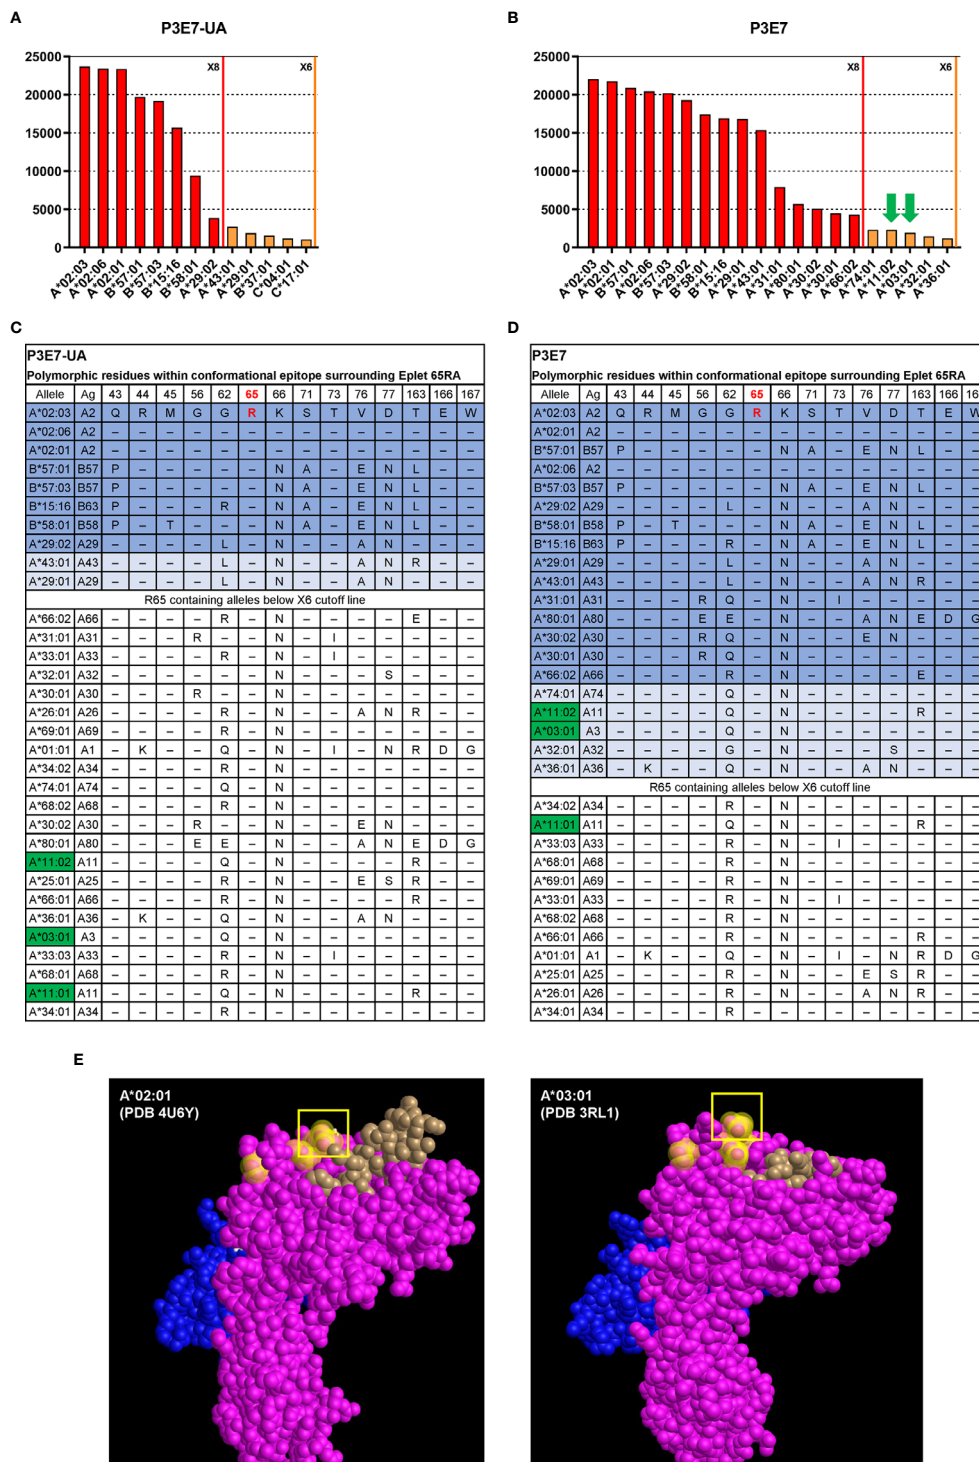 A
P3E7-UA
25000
20000
15000
10000
5000
0
X8
X6
A*02:03
A*02:06
A*02:01
B*57:01
B*57:03
B*15:16
B*58:01
A*29:02
A*43:01
A*29:01
B*37:01
C*04:01
C*17:01
B
P3E7
25000
20000
15000
10000
5000
0
X8
X6
A*02:03
A*02:01
B*57:01
A*02:06
B*57:03
A*29:02
B*58:01
B*15:16
A*29:01
A*43:01
A*31:01
A*80:01
A*30:02
A*30:01
A*66:02
A*74:01
A*11:02
A*03:01
A*32:01
A*36:01
C
P3E7-UA
Polymorphic residues within conformational epitope surrounding Eplet 65RA
Allele Ag 43 44 45 56 62 65 66 71 73 76 77 163 166 167
A*02:03 A2 Q R M G G R K S T V D T E W
A*02:06 A2 – – – – – – – – – – – – – –
A*02:01 A2 – – – – – – – – – – – – – –
B*57:01 B57 P – – – – – N A – E N L – –
B*57:03 B57 P – – – – – N A – E N L – –
B*15:16 B63 P – – – R – N A – E N L – –
B*58:01 B58 P – T – – – N A – E N L – –
A*29:02 A29 – – – – L – N – – A N – – –
A*43:01 A43 – – – – L – N – – A N R – –
A*29:01 A29 – – – – L – N – – A N – – –
R65 containing alleles below X6 cutoff line
A*66:02 A66 – – – – R – N – – – – E – –
A*31:01 A31 – – – R – – N – I – – – – –
A*33:01 A33 – – – – R – N – I – – – – –
A*32:01 A32 – – – – – – N – – – S – – –
A*30:01 A30 – – – R – – N – – – – – – –
A*26:01 A26 – – – – R – N – – A N R – –
A*69:01 A69 – – – – R – N – – – – – – –
A*01:01 A1 – K – – Q – N – I – N R D G
A*34:02 A34 – – – – R – N – – – – – – –
A*74:01 A74 – – – – Q – N – – – – – – –
A*68:02 A68 – – – – R – N – – – – – – –
A*30:02 A30 – – – R – – N – – E N – – –
A*80:01 A80 – – – E E – N – – A N E D G
A*11:02 A11 – – – – Q – N – – – – R – –
A*25:01 A25 – – – – R – N – – E S R – –
A*66:01 A66 – – – – R – N – – – – R – –
A*36:01 A36 – K – – Q – N – – A N – – –
A*03:01 A3 – – – – Q – N – – – – – – –
A*33:03 A33 – – – – R – N – I – – – – –
A*68:01 A68 – – – – R – N – – – – – – –
A*11:01 A11 – – – – Q – N – – – – R – –
A*34:01 A34 – – – – R – – – – – – – – –
D
P3E7
Polymorphic residues within conformational epitope surrounding Eplet 65RA
Allele Ag 43 44 45 56 62 65 66 71 73 76 77 163 166 16
A*02:03 A2 Q R M G G R K S T V D T E W
A*02:01 A2 – – – – – – – – – – – – – –
B*57:01 B57 P – – – – – N A – E N L – –
A*02:06 A2 – – – – – – – – – – – – – –
B*57:03 B57 P – – – – – N A – E N L – –
A*29:02 A29 – – – – L – N – – A N – – –
B*58:01 B58 P – T – – – N A – E N L – –
B*15:16 B63 P – – – R – N A – E N L – –
A*29:01 A29 – – – – L – N – – A N – – –
A*43:01 A43 – – – – L – N – – A N R – –
A*31:01 A31 – – – R Q – N – I – – – – –
A*80:01 A80 – – – E E – N – – A N E D G
A*30:02 A30 – – – R Q – N – – E N – – –
A*30:01 A30 – – – R Q – N – – – – – – –
A*66:02 A66 – – – – R – N – – – – E – –
A*74:01 A74 – – – – Q – N – – – – – – –
A*11:02 A11 – – – – Q – N – – – – R – –
A*03:01 A3 – – – – Q – N – – – – – – –
A*32:01 A32 – – – – G – N – – – S – – –
A*36:01 A36 – K – – Q – N – – A N – – –
R65 containing alleles below X6 cutoff line
A*34:02 A34 – – – – R – N – – – – – – –
A*11:01 A11 – – – – Q – N – – – – R – –
A*33:03 A33 – – – – R – N – I – – – – –
A*68:01 A68 – – – – R – N – – – – – – –
A*69:01 A69 – – – – R – N – – – – – – –
A*33:01 A33 – – – – R – N – I – – – – –
A*68:02 A68 – – – – R – N – – – – – – –
A*66:01 A66 – – – – R – N – – – – R – –
A*01:01 A1 – K – – Q – N – I – N R D G
A*25:01 A25 – – – – R – N – – E S R – –
A*26:01 A26 – – – – R – N – – A N R – –
A*34:01 A34 – – – – R – – – – – – – – –
E
A*02:01
(PDB 4U6Y)
A*03:01
(PDB 3RL1)